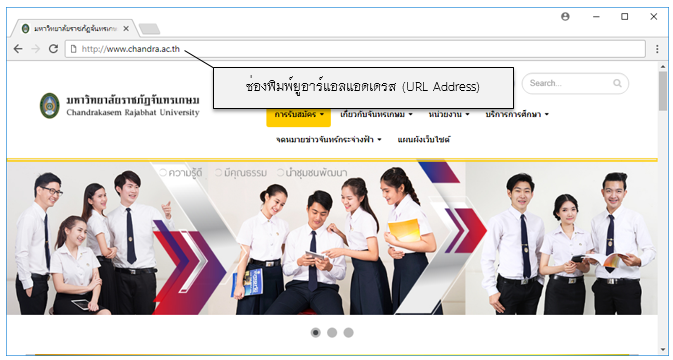 มหาวิทยาลัยราชภัฏจันทรเกษม
http://www.chandra.ac.th
ช่องพิมพ์ยูอาร์แอลแอดเดรส (URL Address)
Search...
มหาวิทยาลัยราชภัฏจันทรเกษม
Chandrakasem Rajabhat University
การรับสมัคร
เกี่ยวกับจันทรเกษม
หน่วยงาน
บริการการศึกษา
จดหมายข่าวจันทร์กระจ่างฟ้า
แผนผังเว็บไซต์
ความรู้ดี มีคุณธรรม นำชุมชนพัฒนา